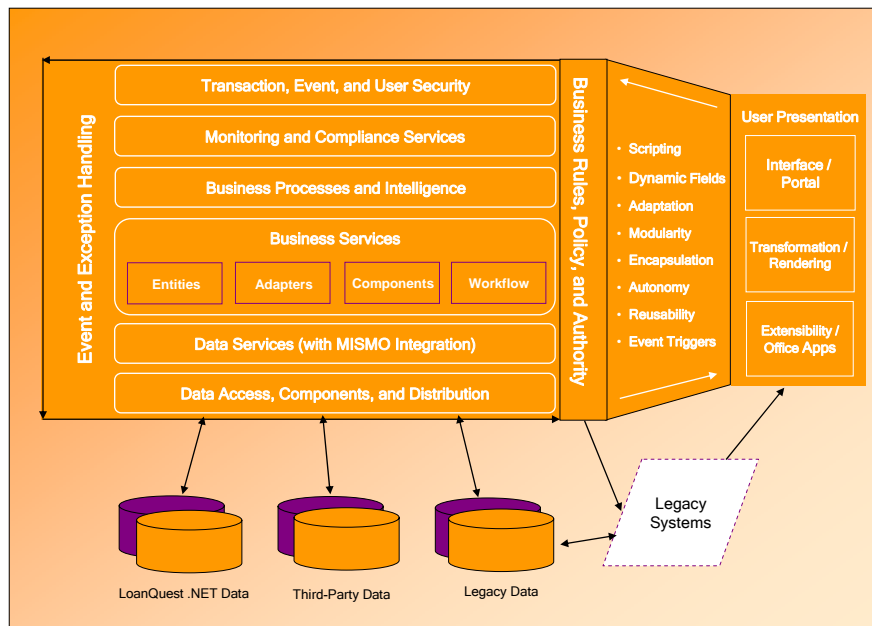 Event and Exception Handling
Transaction, Event, and User Security
Monitoring and Compliance Services
Business Processes and Intelligence
Business Services
Entities
Adapters
Components
Workflow
Data Services (with MISMO Integration)
Data Access, Components, and Distribution
Business Rules, Policy, and Authority
• Scripting
• Dynamic Fields
• Adaptation
• Modularity
• Encapsulation
• Autonomy
• Reusability
• Event Triggers
User Presentation
Interface /
Portal
Transformation /
Rendering
Extensibility /
Office Apps
Legacy
Systems
LoanQuest .NET Data
Third-Party Data
Legacy Data